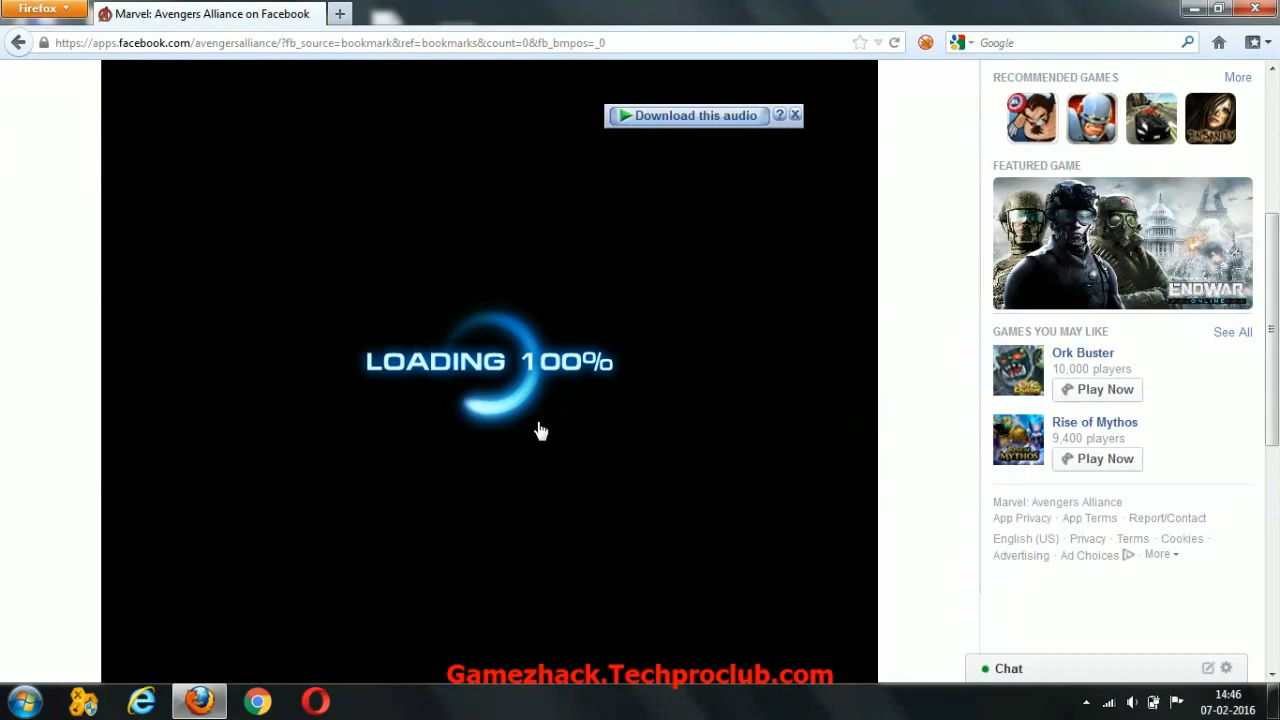 Firefox
Marvel: Avengers Alliance on Facebook
https://apps.facebook.com/avengersalliance/?fb_source=bookmark&ref=bookmarks&count=0&fb_bmpos=_0
Google
Download this audio
?
LOADING 100%
RECOMMENDED GAMES
More
INSANITY
FEATURED GAME
ENDWAR
ONLINE
GAMES YOU MAY LIKE
See All
Ork Buster
10,000 players
Play Now
Rise of Mythos
9,400 players
Play Now
Marvel: Avengers Alliance
App Privacy · App Terms · Report/Contact
English (US) · Privacy · Terms · Cookies ·
Advertising · Ad Choices · More
Chat
Gamezhack.Techproclub.com
14:46
07-02-2016